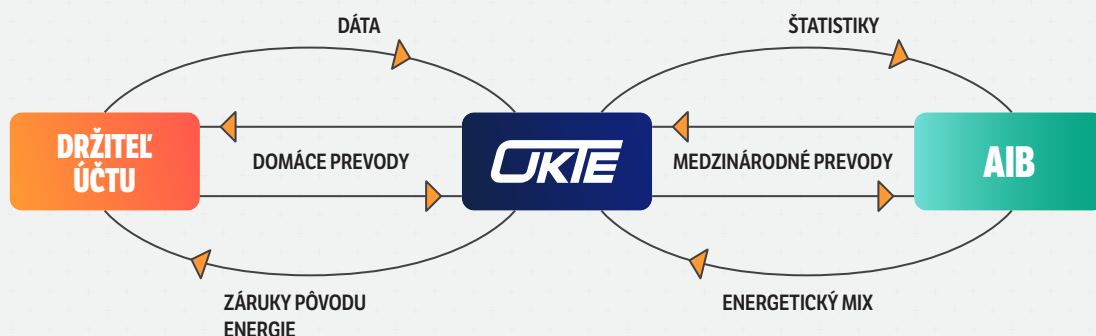 DÁTA
ŠTATISTIKY
DRŽITEĽ
ÚČTU
DOMÁCE PREVODY
OKTE
MEDZINÁRODNÉ PREVODY
AIB
ZÁRUKY PÔVODU
ENERGIE
ENERGETICKÝ MIX